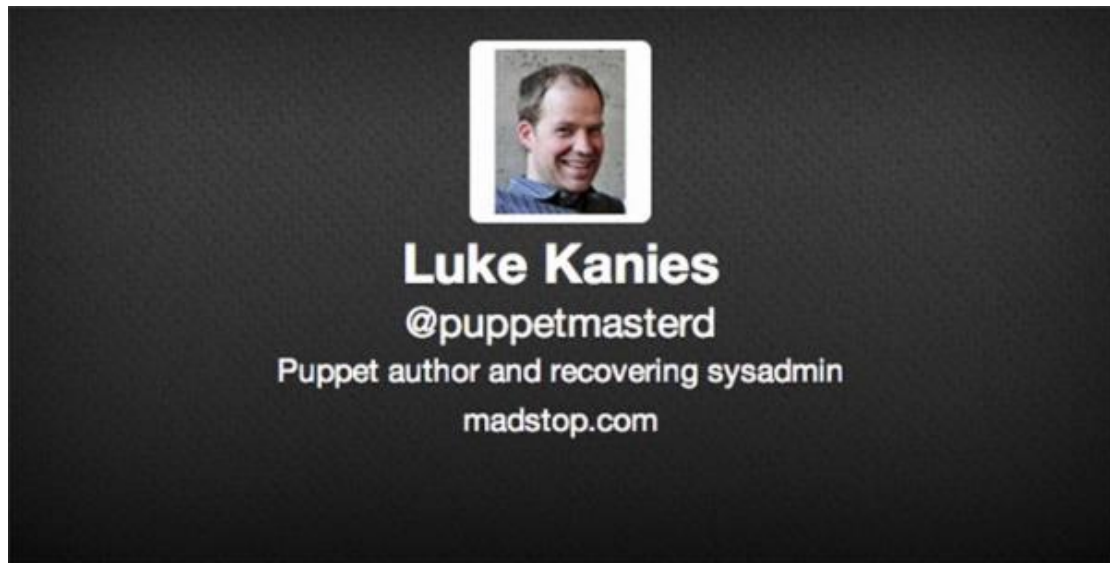 Luke Kanies
@puppetmasterd
Puppet author and recovering sysadmin
madstop.com